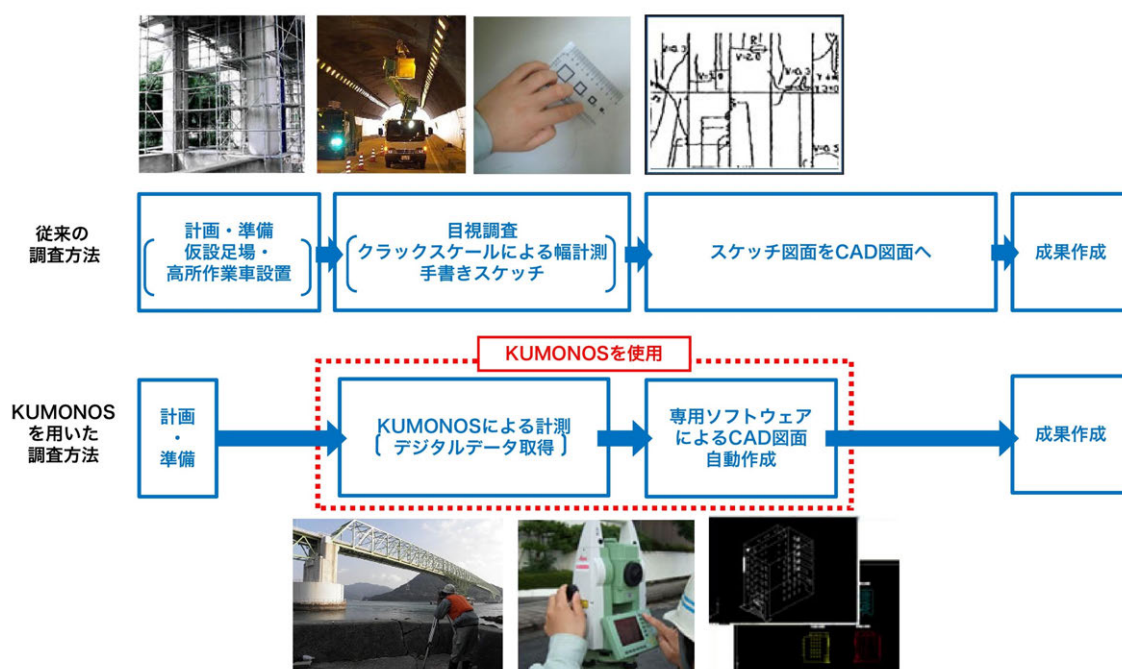 従来の
調査方法
計画・準備
仮設足場・
高所作業車設置
目視調査
クラックスケールによる幅計測
手書きスケッチ
スケッチ図面をCAD図面へ
成果作成
KUMONOSを使用
KUMONOS
を用いた
調査方法
計画
・
準備
KUMONOSによる計測
デジタルデータ取得
専用ソフトウェア
によるCAD図面
自動作成
成果作成